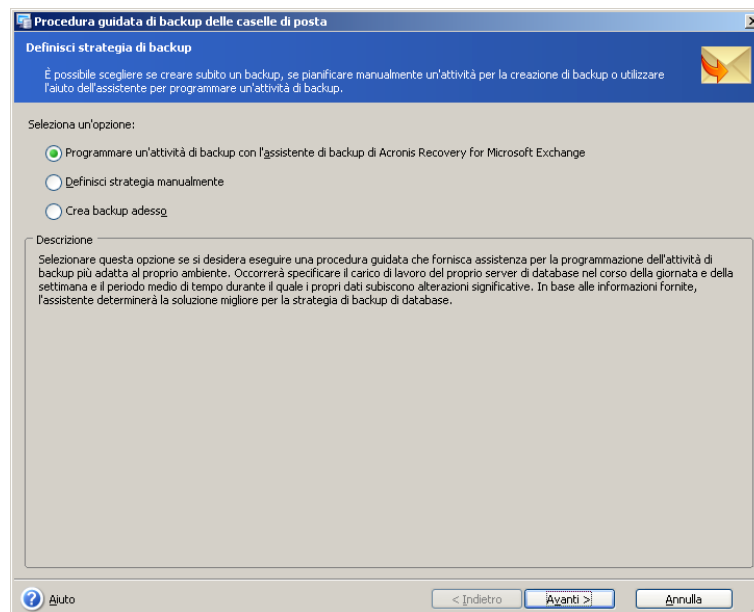 Procedura guidata di backup delle caselle di posta
Definisci strategia di backup
È possibile scegliere se creare subito un backup, se pianificare manualmente un'attività per la creazione di backup o utilizzare
l'aiuto dell'assistente per programmare un'attività di backup.
Seleziona un'opzione:
Programmare un'attività di backup con l'assistente di backup di Acronis Recovery for Microsoft Exchange
Definisci strategia manualmente
Crea backup adesso
Descrizione
Selezionare questa opzione se si desidera eseguire una procedura guidata che fornisca assistenza per la programmazione dell'attività di
backup più adatta al proprio ambiente. Occorrerà specificare il carico di lavoro del proprio server di database nel corso della giornata e della
settimana e il periodo medio di tempo durante il quale i propri dati subiscono alterazioni significative. In base alle informazioni fornite,
l'assistente determinerà la soluzione migliore per la strategia di backup di database.
Aiuto
< Indietro
Avanti >
Annulla